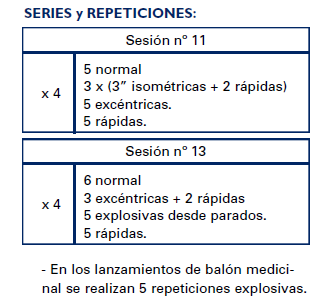 SERIES y REPETICIONES:
Sesión nº 11
x 4
5 normal
3 x (3” isométricas + 2 rápidas)
5 excéntricas.
5 rápidas.
Sesión nº 13
x 4
6 normal
3 excéntricas + 2 rápidas
5 explosivas desde parados.
5 rápidas.
- En los lanzamientos de balón medici-
nal se realizan 5 repeticiones explosivas.